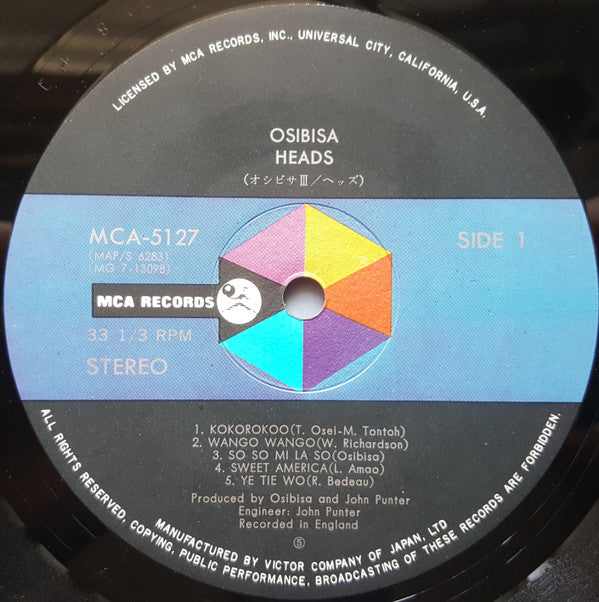 LICENSED BY MCA RECORDS, INC., UNIVERSAL CITY, CALIFORNIA, U.S.A.
OSIBISA
HEADS
(オシビサⅢ/ヘッズ)
MCA-5127
(MAP/S 6283)
(MG 7-13098)
SIDE 1
MCA RECORDS
33 1/3 RPM
STEREO
1. KOKOROKOO(T. Osei-M. Tontoh)
2. WANGO WANGO(W. Richardson)
3. SO SO MI LA SO(Osibisa)
4. SWEET AMERICA(L. Amao)
5. YE TIE WO(R. Bedeau)
Produced by Osibisa and John Punter
Engineer: John Punter
Recorded in England
Ⓢ
MANUFACTURED BY VICTOR COMPANY OF JAPAN, LTD
ALL RIGHTS RESERVED. COPYING, PUBLIC PERFORMANCE, BROADCASTING OF THESE RECORDS ARE FORBIDDEN.